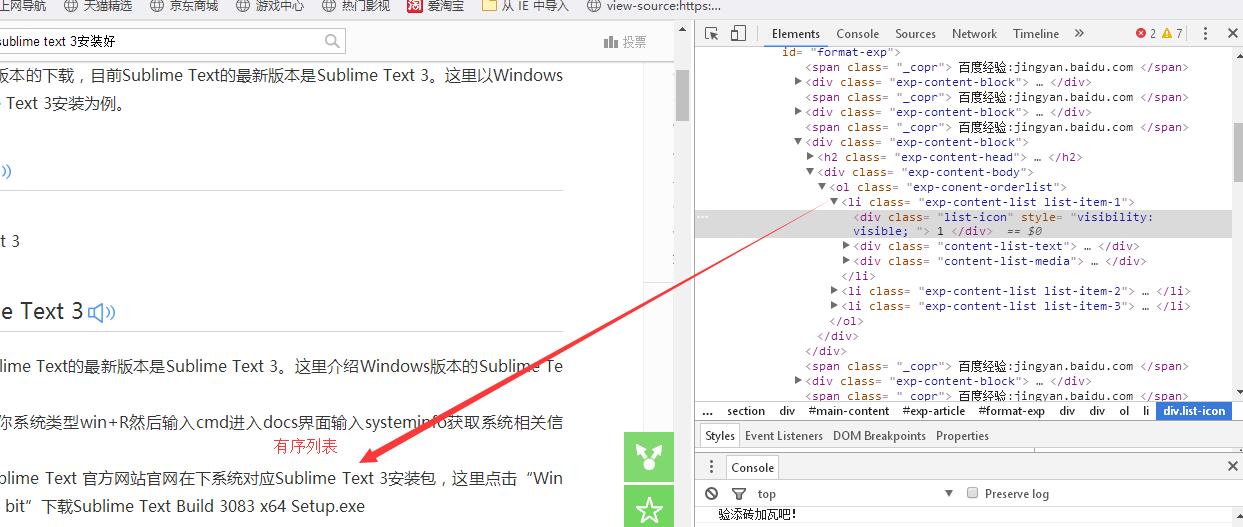 上网导航 天猫精选 京东商城 游戏中心 热门影视 淘 爱淘宝 从 IE 中导入 view-source:https:...
sublime text 3安装好
投票
版本的下载，目前Sublime Text的最新版本是Sublime Text 3。这里以Windows
e Text 3安装为例。
t 3
e Text 3
lime Text的最新版本是Sublime Text 3。这里介绍Windows版本的Sublime Te
你系统类型win+R然后输入cmd进入docs界面输入systeminfo获取系统相关信
有序列表
blime Text 官方网站官网在下系统对应Sublime Text 3安装包，这里点击“Win
bit”下载Sublime Text Build 3083 x64 Setup.exe
Elements Console Sources Network Timeline » 2 7
id= "format-exp">
<span class= "_copr"> 百度经验:jingyan.baidu.com </span>
<div class= "exp-content-block"> … </div>
<span class= "_copr"> 百度经验:jingyan.baidu.com </span>
<div class= "exp-content-block"> … </div>
<span class= "_copr"> 百度经验:jingyan.baidu.com </span>
<div class= "exp-content-block">
<h2 class= "exp-content-head"> … </h2>
<div class= "exp-content-body">
<ol class= "exp-conent-orderlist">
<li class= "exp-content-list list-item-1">
… <div class= "list-icon" style= "visibility:
visible; "> 1 </div> == $0
<div class= "content-list-text"> … </div>
<div class= "content-list-media"> … </div>
</li>
<li class= "exp-content-list list-item-2"> … </li>
<li class= "exp-content-list list-item-3"> … </li>
</ol>
</div>
</div>
<span class= "_copr"> 百度经验:jingyan.baidu.com </span>
<div class= "exp-content-block"> … </div>
<span class= "_copr"> 百度经验:jingyan.baidu.com </span>
... section div #main-content #exp-article #format-exp div div ol li div.list-icon
Styles Event Listeners DOM Breakpoints Properties
Console
top Preserve log
验添砖加瓦吧!